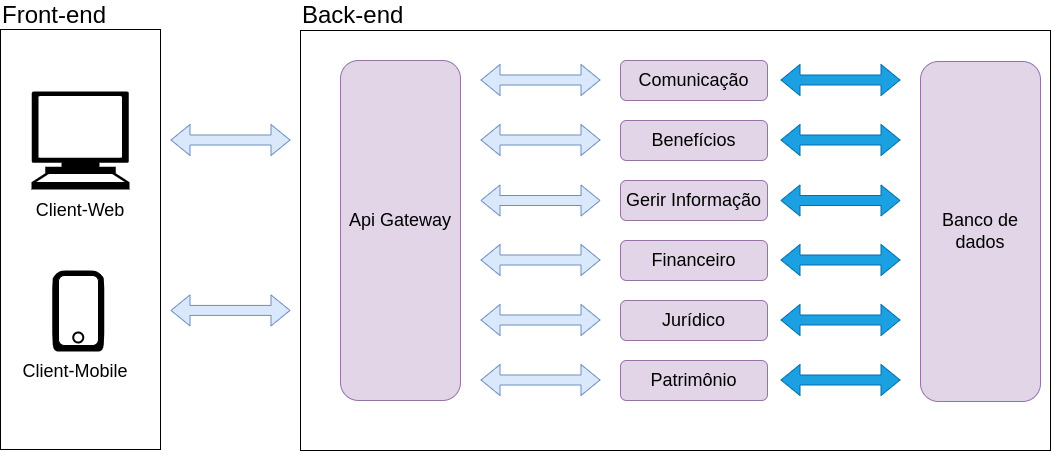 Front-end
Back-end
Client-Web
Client-Mobile
Api Gateway
Comunicação
Benefícios
Gerir Informação
Financeiro
Jurídico
Patrimônio
Banco de
dados